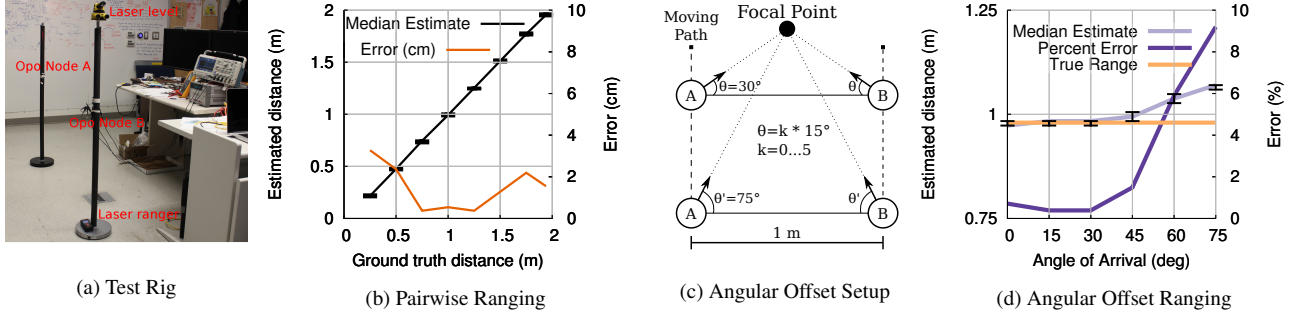 Laser level
Opo Node A
Opo Node B
Laser ranger
(a) Test Rig
Estimated distance (m)
2
1.5
1
0.5
0
Median Estimate
Error (cm)
10
8
6
4
2
0
Error (cm)
0
0.5
1
1.5
2
Ground truth distance (m)
(b) Pairwise Ranging
Moving
Path
Focal Point
A
θ=30°
θ
B
θ=k * 15°
k=0...5
A
θ'=75°
θ'
B
1 m
(c) Angular Offset Setup
Estimated distance (m)
1.25
1
0.75
Median Estimate
Percent Error
True Range
10
8
6
4
2
0
Error (%)
0
15
30
45
60
75
Angle of Arrival (deg)
(d) Angular Offset Ranging